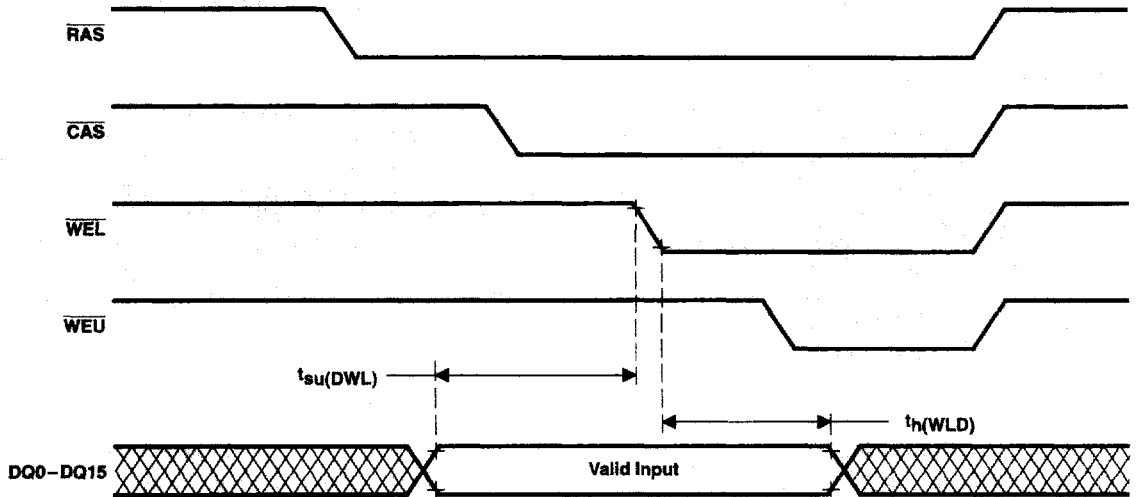 RAS
CAS
WEL
WEU
tsu(DWL)
th(WLD)
DQ0–DQ15
Valid Input